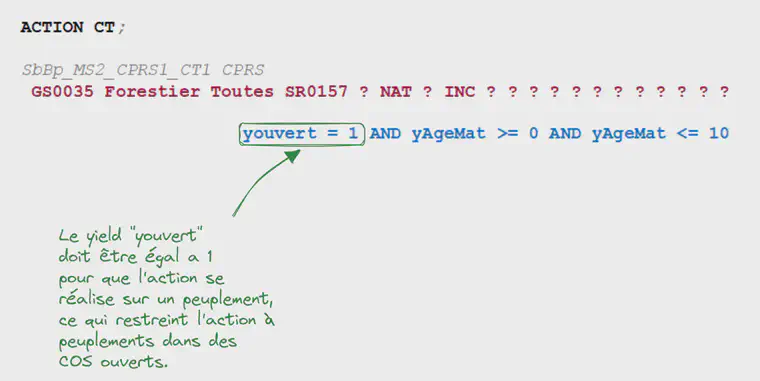 ACTION CT;
SbBp_MS2_CPRS1_CT1 CPRS
GS0035 Forestier Toutes SR0157 ? NAT ? INC ? ? ? ? ? ? ? ? ? ? ? ?
youvert = 1 AND yAgeMat >= 0 AND yAgeMat <= 10
Le yield "youvert"
doit être égal a 1
pour que l'action se
réalise sur un peuplement,
ce qui restreint l'action à
peuplements dans des
COS ouverts.